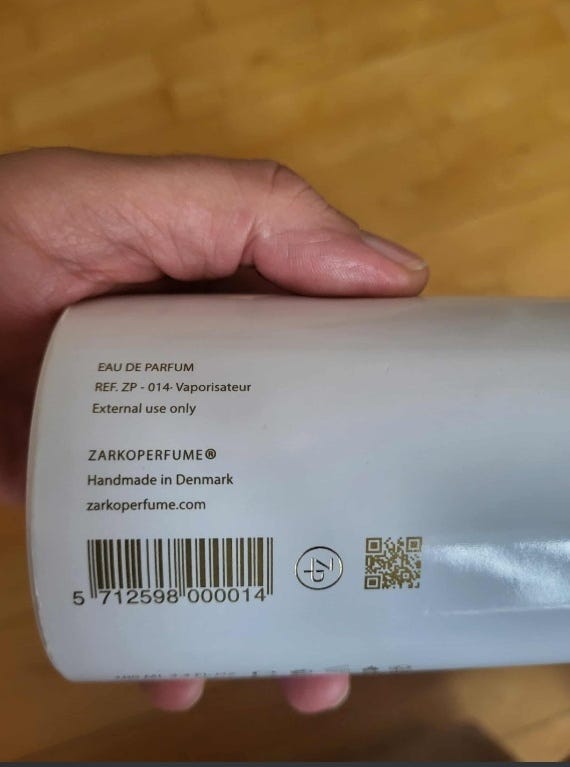 EAU DE PARFUM
REF. ZP - 014· Vaporisateur
External use only
ZARKOPERFUME®
Handmade in Denmark
zarkoperfume.com
5 712598 000014